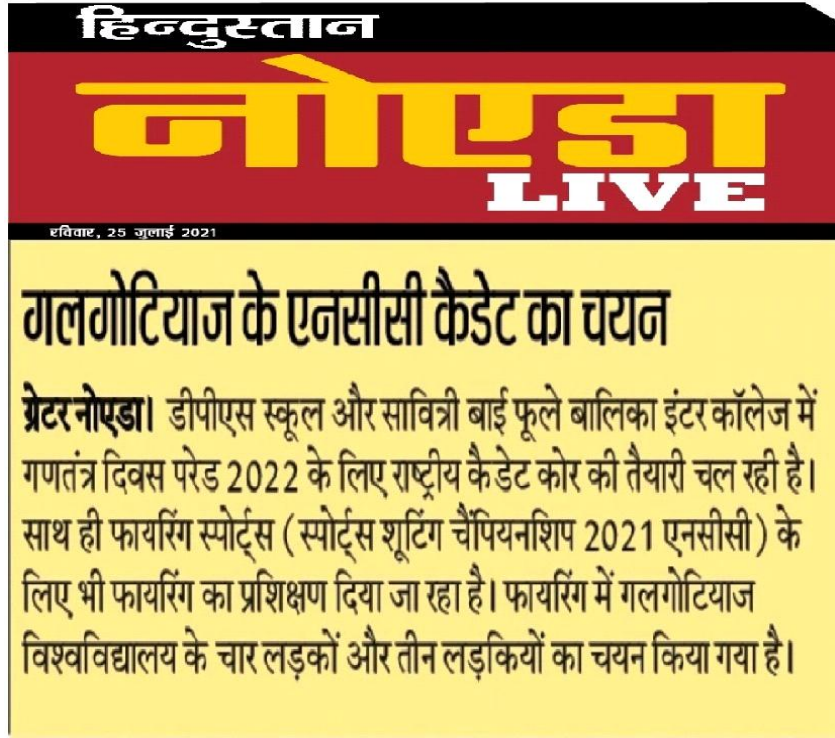 हिन्दुस्तान
नोएडा
LIVE
रविवार, 25 जुलाई 2021
गलगोटियाज के एनसीसी कैडेट का चयन
ग्रेटर नोएडा। डीपीएस स्कूल और सावित्री बाई फूले बालिका इंटर कॉलेज में
गणतंत्र दिवस परेड 2022 के लिए राष्ट्रीय कैडेट कोर की तैयारी चल रही है।
साथ ही फायरिंग स्पोर्ट्स (स्पोर्ट्स शूटिंग चैंपियनशिप 2021 एनसीसी) के
लिए भी फायरिंग का प्रशिक्षण दिया जा रहा है। फायरिंग में गलगोटियाज
विश्वविद्यालय के चार लड़कों और तीन लड़कियों का चयन किया गया है।